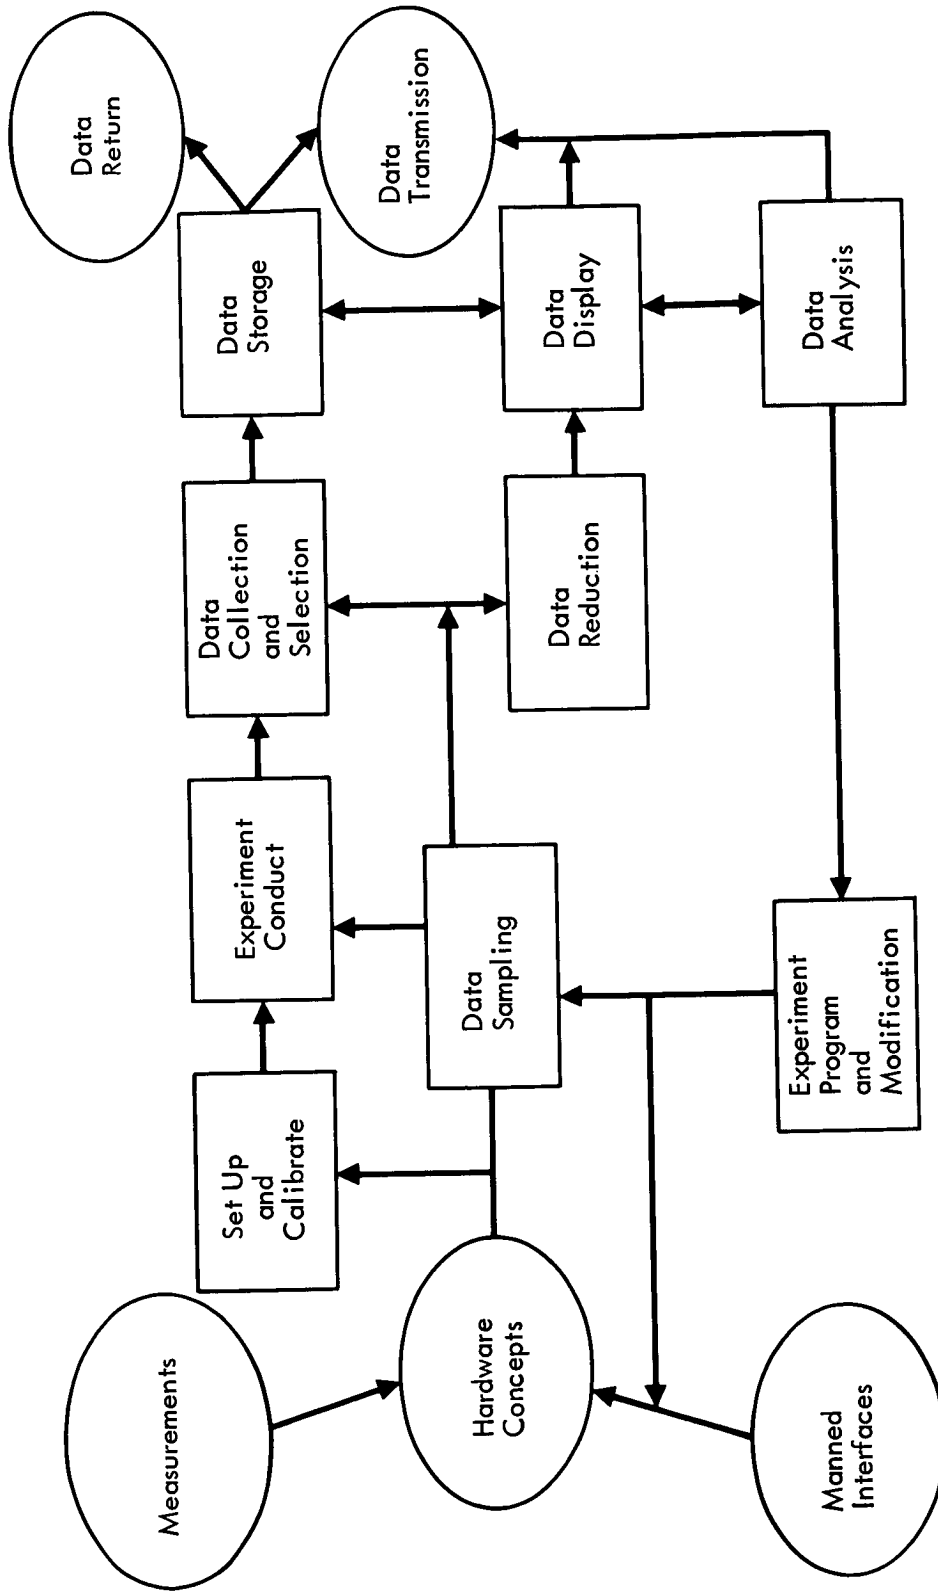 Measurements
Hardware
Concepts
Manned
Interfaces
Set Up
and
Calibrate
Experiment
Conduct
Data
Collection
and
Selection
Data
Storage
Data
Return
Data
Transmission
Data
Sampling
Data
Reduction
Data
Display
Experiment
Program
and
Modification
Data
Analysis